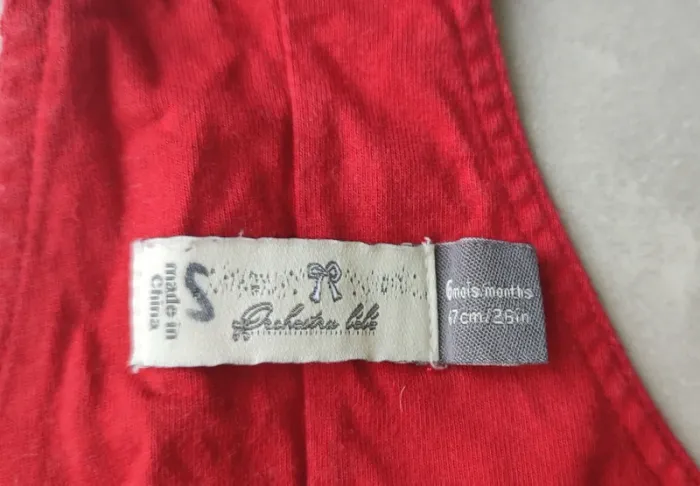 made in
China
Orchestra bébé
6mois.months
67cm/26in